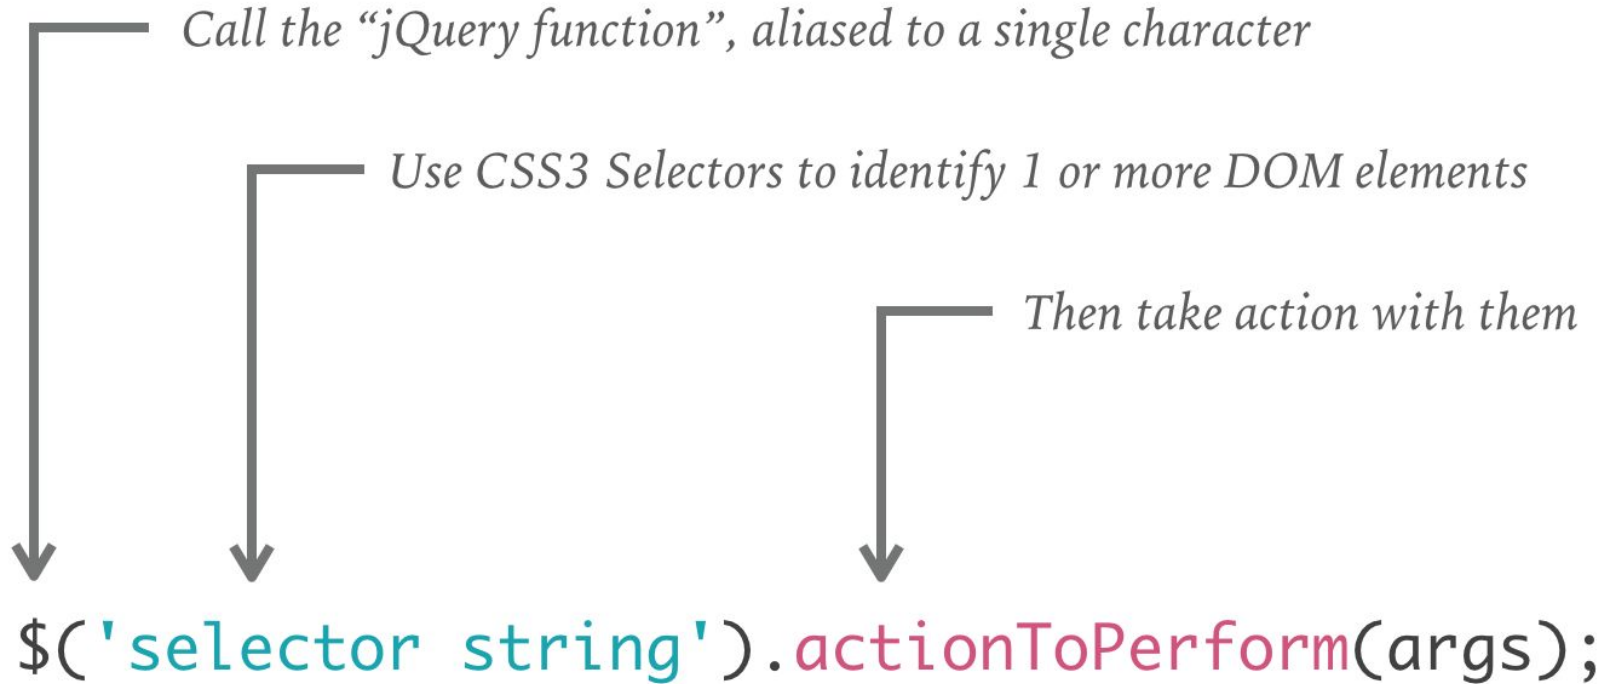 Call the “jQuery function”, aliased to a single character
Use CSS3 Selectors to identify 1 or more DOM elements
Then take action with them
$('selector string').actionToPerform(args);